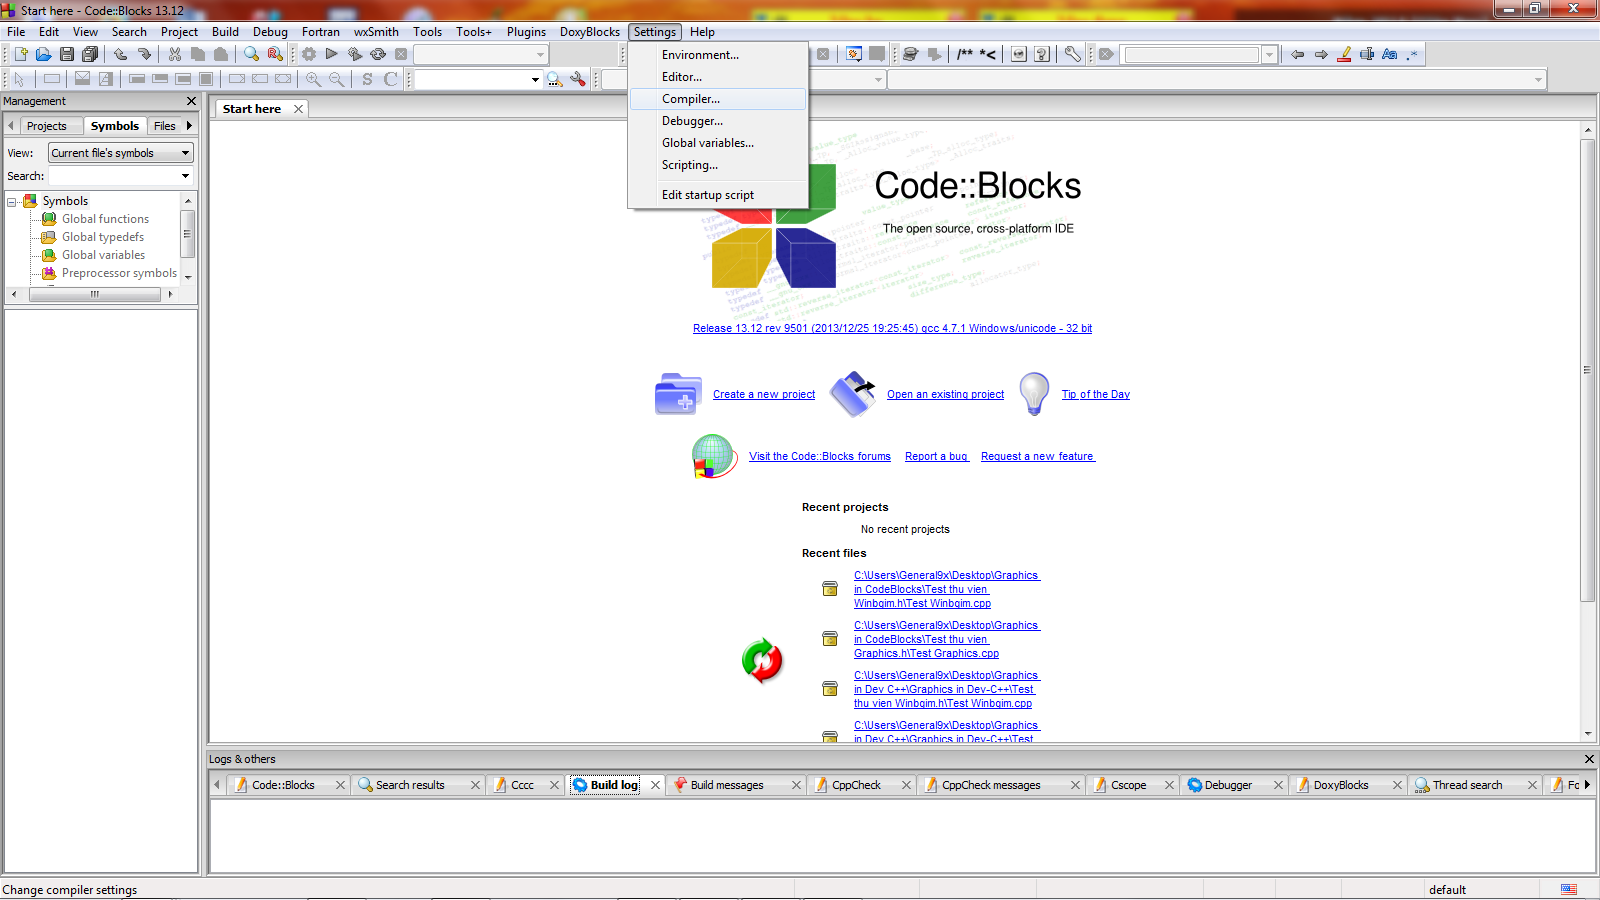 Start here - Code::Blocks 13.12
File Edit View Search Project Build Debug Fortran wxSmith Tools Tools+ Plugins DoxyBlocks Settings Help
/** *<
Management
Projects Symbols Files
View: Current file's symbols
Search:
Symbols
Global functions
Global typedefs
Global variables
Preprocessor symbols
Start here
Environment...
Editor...
Compiler...
Debugger...
Global variables...
Scripting...
Edit startup script
Code::Blocks
The open source, cross-platform IDE
Release 13.12 rev 9501 (2013/12/25 19:25:45) gcc 4.7.1 Windows/unicode - 32 bit
Create a new project Open an existing project Tip of the Day
Visit the Code::Blocks forums Report a bug Request a new feature
Recent projects
No recent projects
Recent files
C:\Users\General9x\Desktop\Graphics
in CodeBlocks\Test thu vien
Winbgim.h\Test Winbgim.cpp
C:\Users\General9x\Desktop\Graphics
in CodeBlocks\Test thu vien
Graphics.h\Test Graphics.cpp
C:\Users\General9x\Desktop\Graphics
in Dev C++\Graphics in Dev-C++\Test
thu vien Winbgim.h\Test Winbgim.cpp
C:\Users\General9x\Desktop\Graphics
in Dev C++\Graphics in Dev-C++\Test
Logs & others
Code::Blocks Search results Cccc Build log Build messages CppCheck CppCheck messages Cscope Debugger DoxyBlocks Thread search Fo
Change compiler settings
default